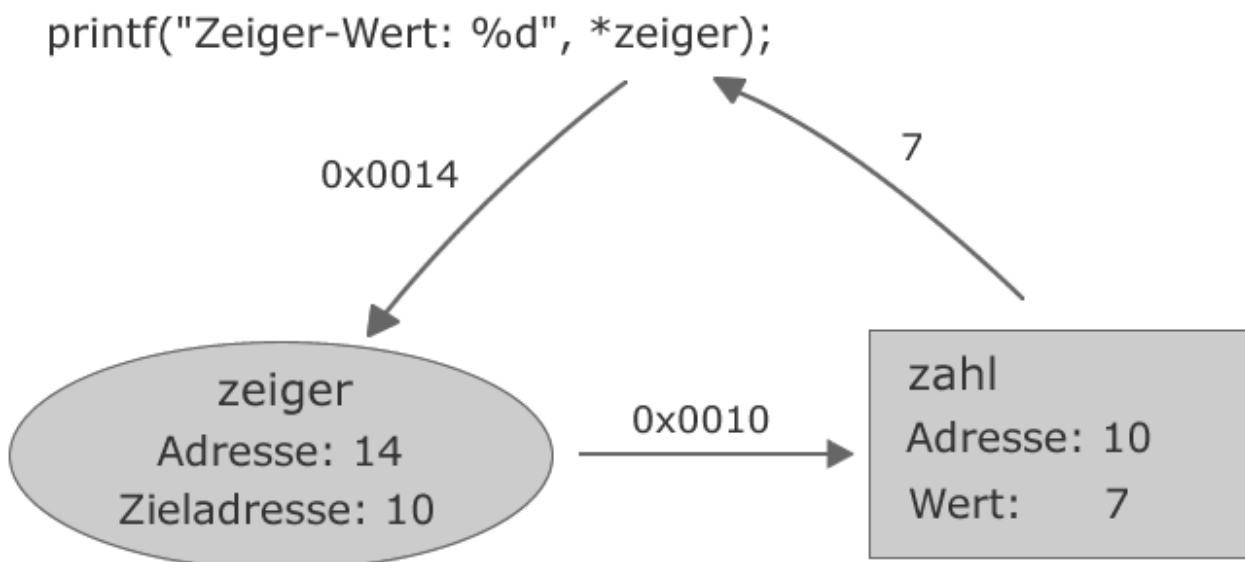 printf("Zeiger-Wert: %d", *zeiger);
0x0014
7
zeiger
Adresse: 14
Zieladresse: 10
0x0010
zahl
Adresse: 10
Wert: 7